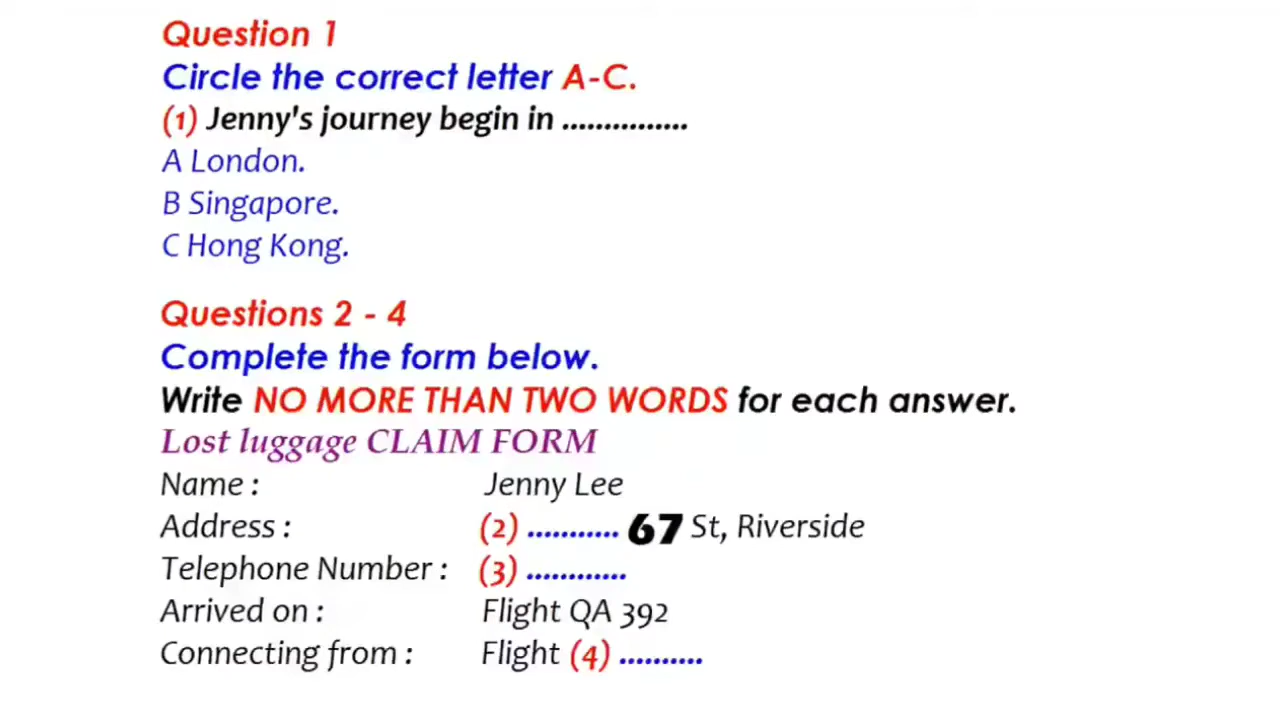 Question 1
Circle the correct letter A-C.
(1) Jenny's journey begin in ...............
A London.
B Singapore.
C Hong Kong.
Questions 2 - 4
Complete the form below.
Write NO MORE THAN TWO WORDS for each answer.
Lost luggage CLAIM FORM
Name : Jenny Lee
Address : (2) ........... 67 St, Riverside
Telephone Number : (3) ............
Arrived on : Flight QA 392
Connecting from : Flight (4) ..........